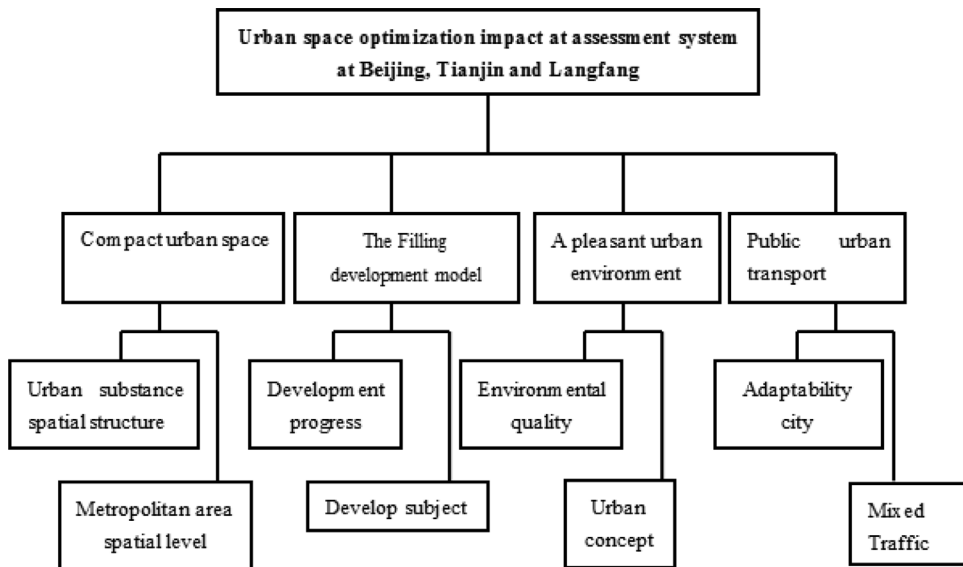 Urban space optimization impact at assessment system
at Beijing, Tianjin and Langfang
Compact urban space
The Filling
development model
A pleasant urban
environment
Public urban
transport
Urban substance
spatial structure
Development
progress
Environmental
quality
Adaptability
city
Metropolitan area
spatial level
Develop subject
Urban
concept
Mixed
Traffic